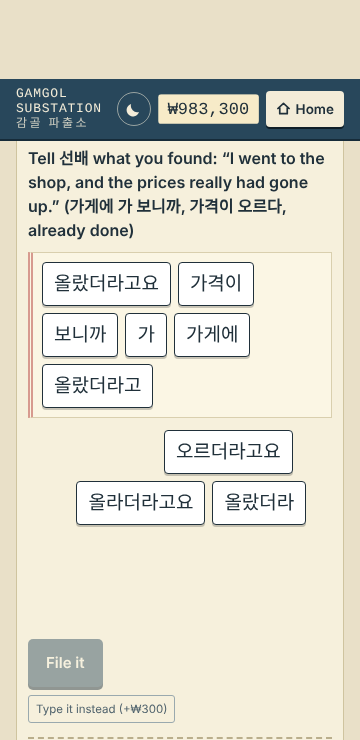 GAMGOL
SUBSTATION
감골 파출소
₩983,300
Home
Tell 선배 what you found: “I went to the
shop, and the prices really had gone
up.” (가게에 가 보니까, 가격이 오르다,
already done)
올랐더라고요 가격이
보니까 가 가게에
올랐더라고
오르더라고요
올라더라고요 올랐더라
File it
Type it instead (+₩300)